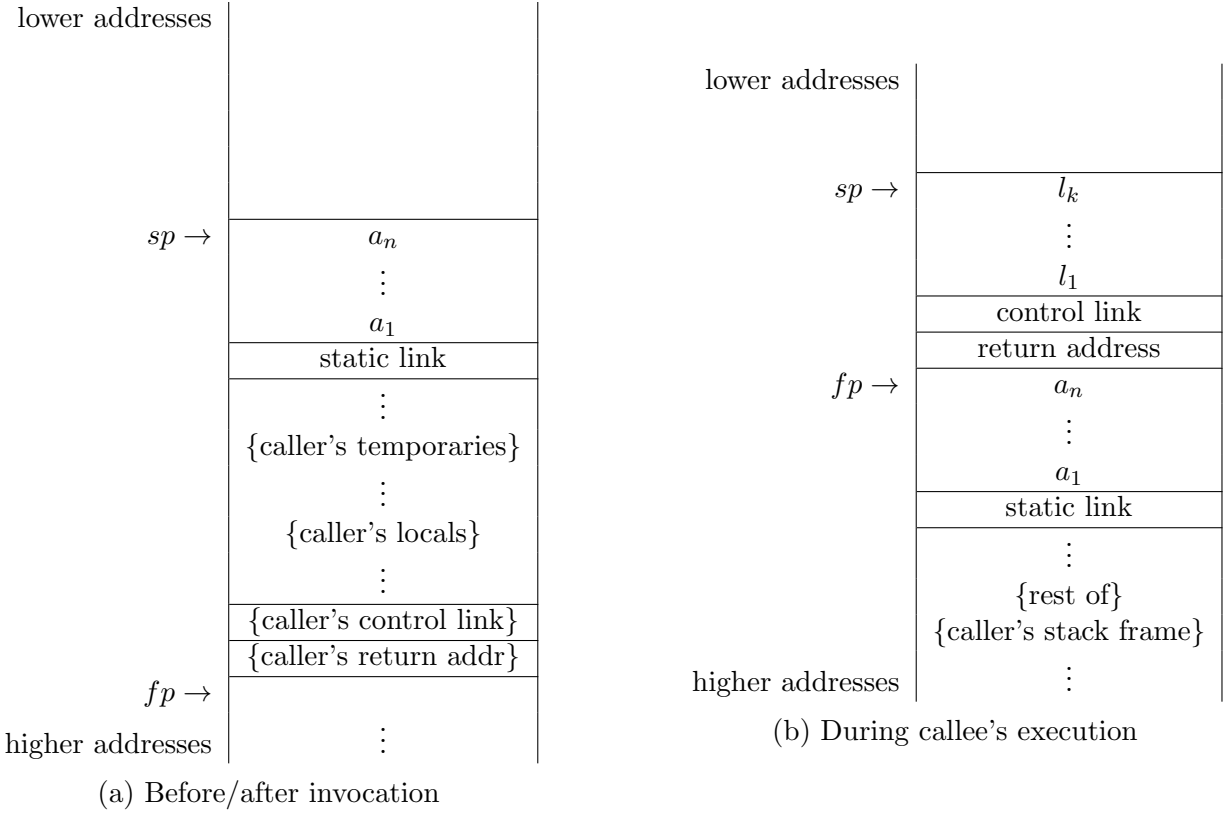 lower addresses
sp → a_n
⋮
a_1
static link
⋮
{caller's temporaries}
⋮
{caller's locals}
⋮
{caller's control link}
{caller's return addr}
fp →
higher addresses ⋮
(a) Before/after invocation
lower addresses
sp → l_k
⋮
l_1
control link
return address
fp → a_n
⋮
a_1
static link
⋮
{rest of}
{caller's stack frame}
higher addresses ⋮
(b) During callee's execution